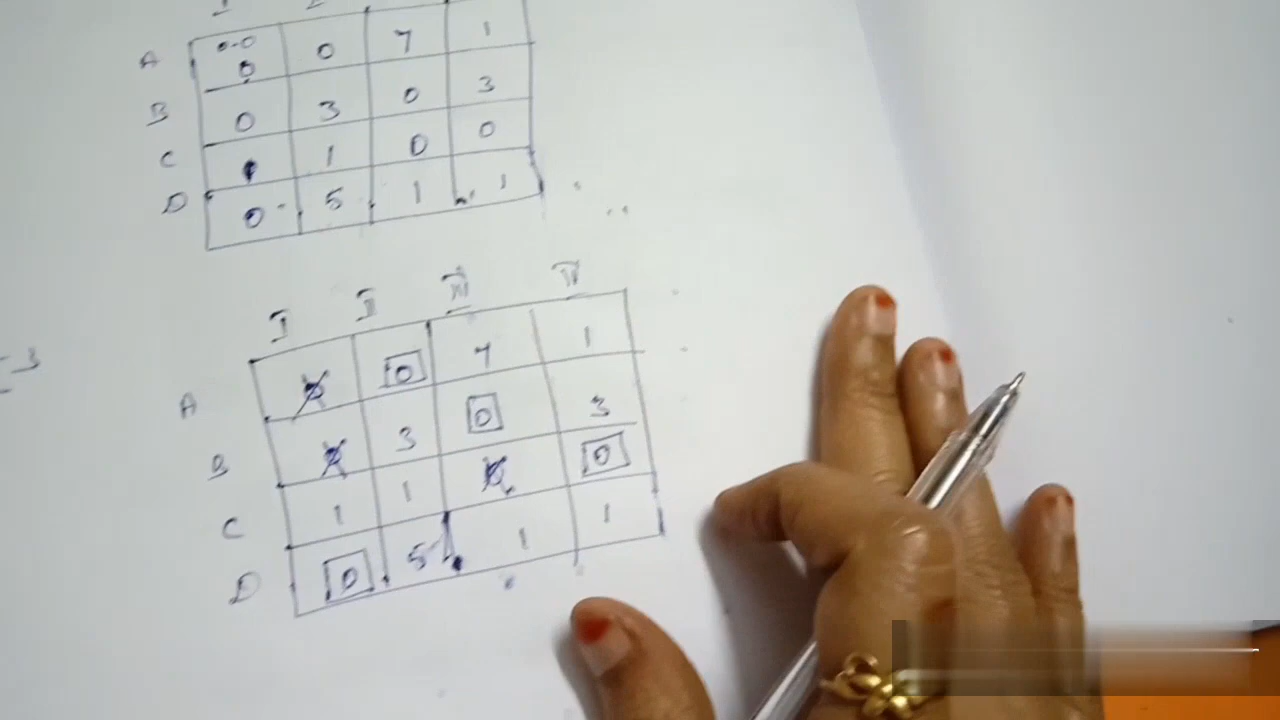 A 0 0 7 1
B 0 3 0 3
C 1 0 0
D 0 5 1 1
I II III IV
A 0 0 7 1
B 0 3 0 3
C 1 1 0 0
D 0 5 1 1